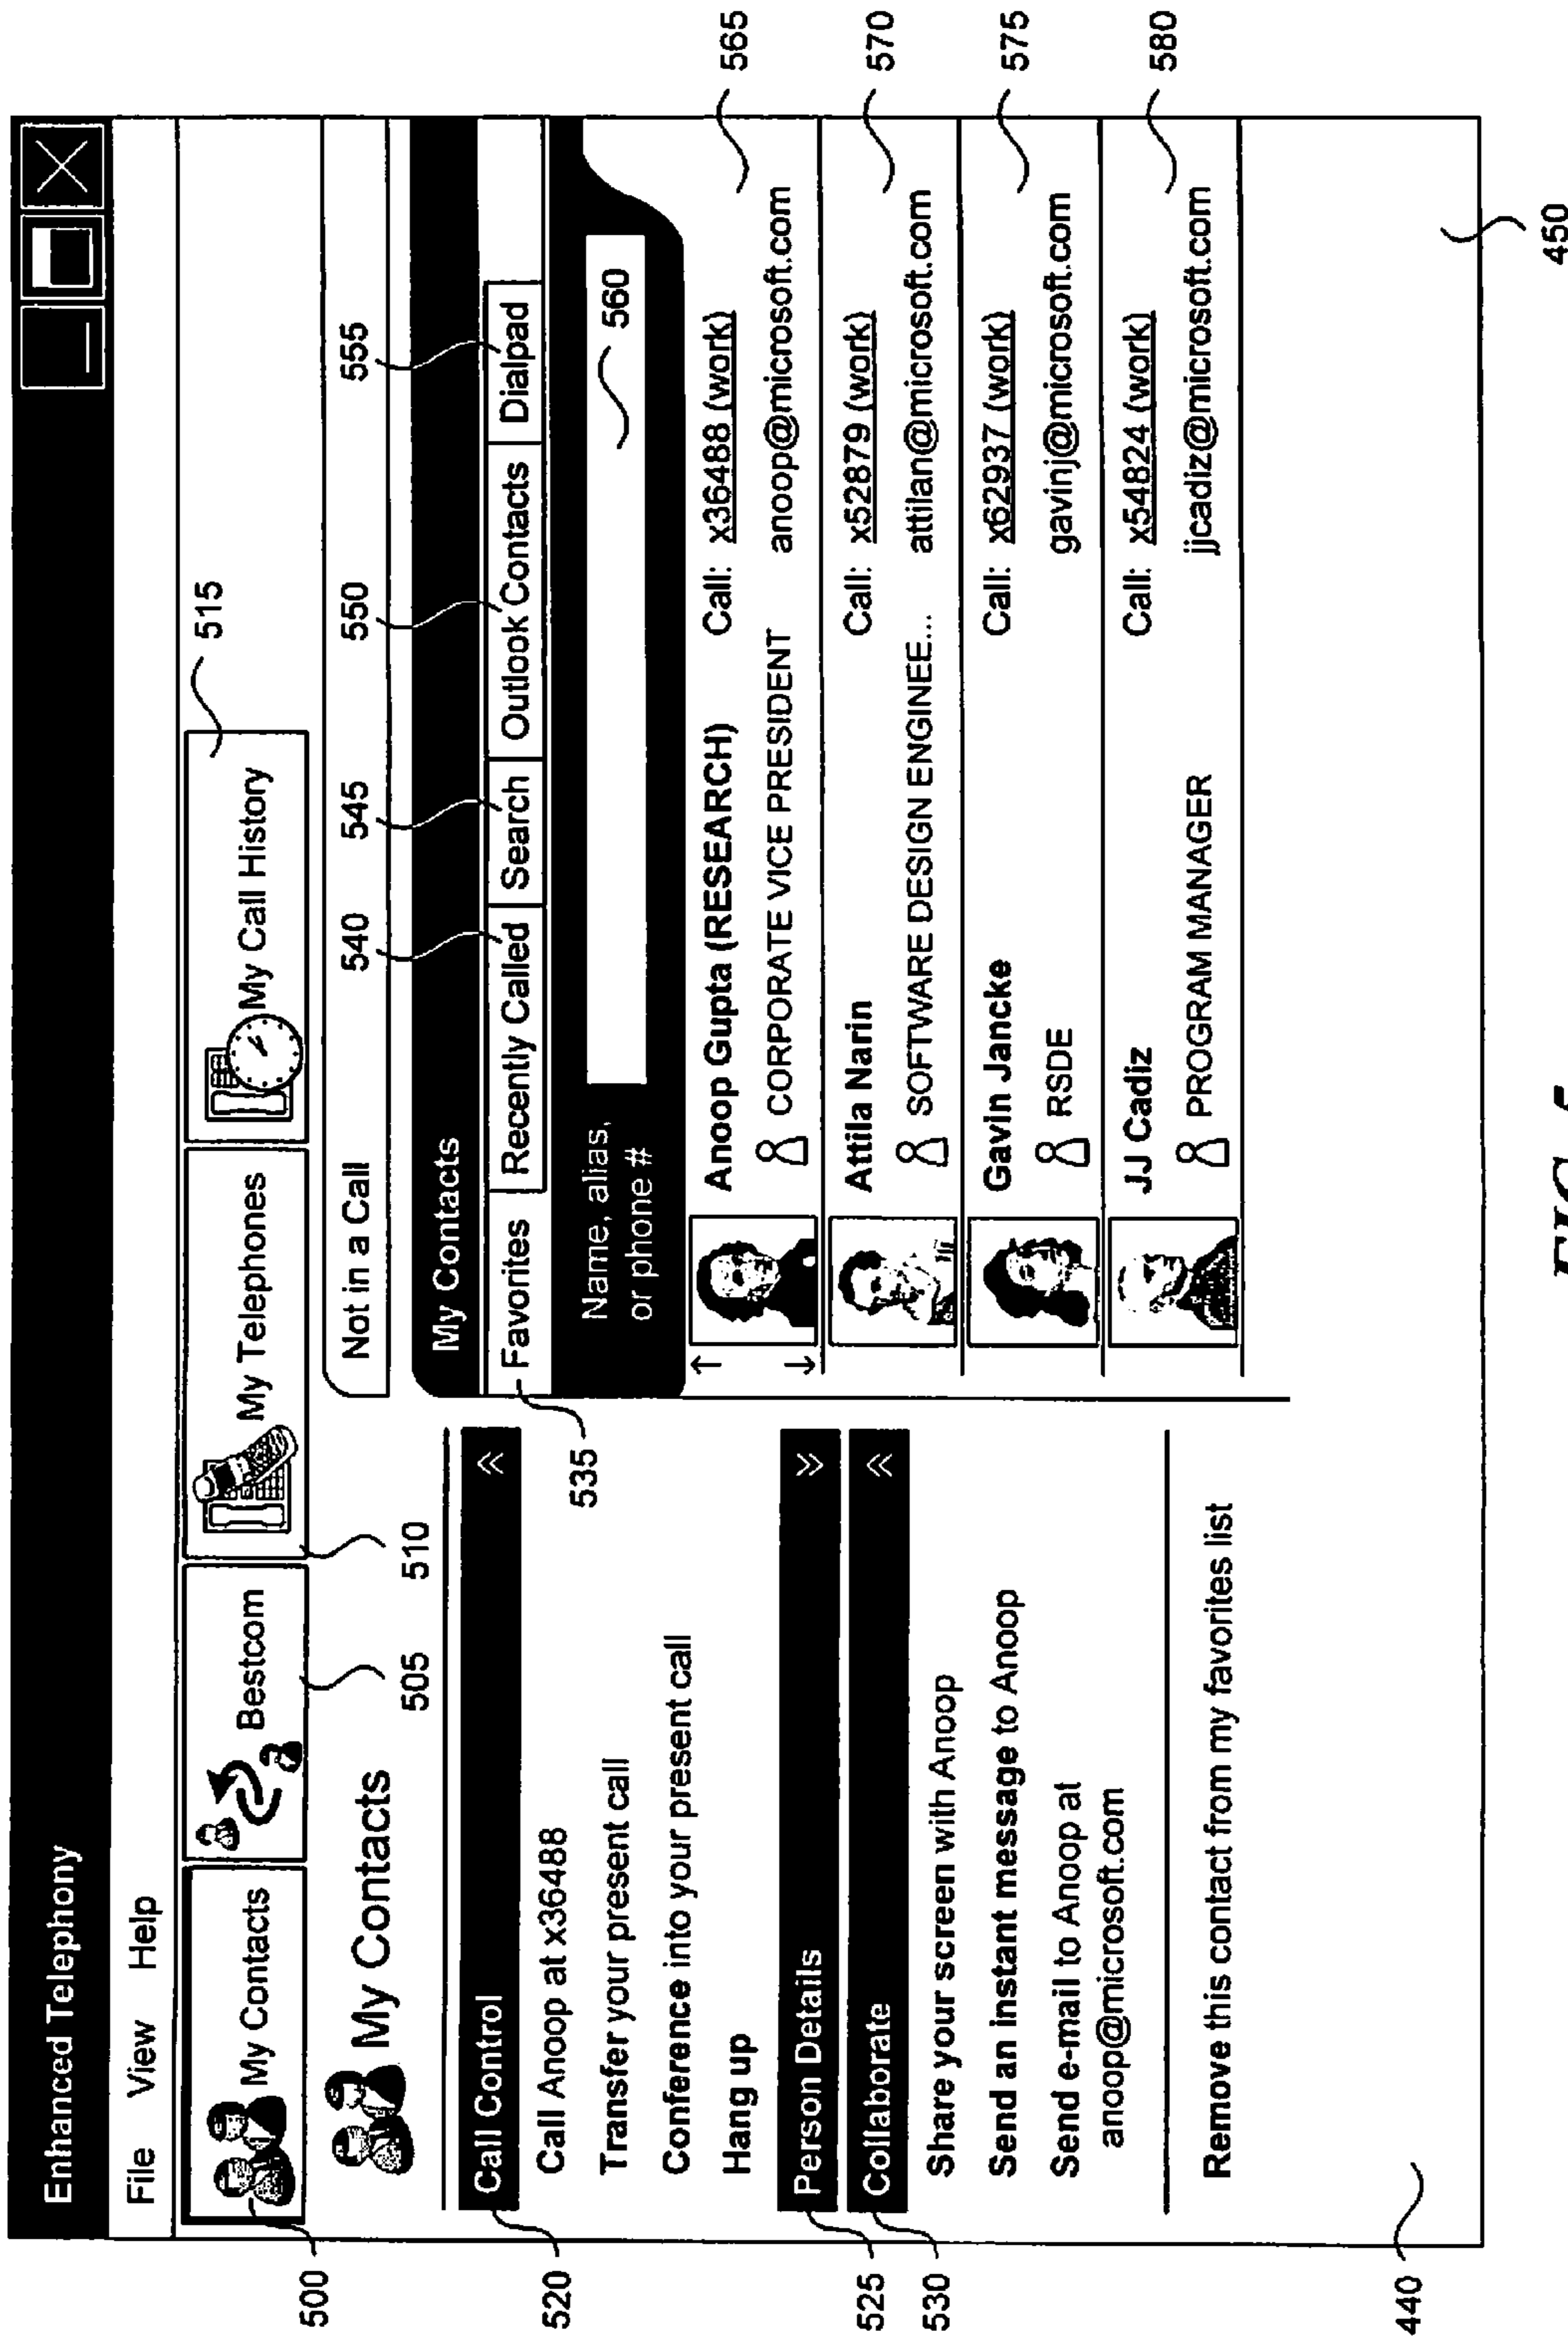 Enhanced Telephony
File View Help
My Contacts
Bestcom
My Telephones
My Call History
515
500
505
510
My Contacts
Not in a Call
540
545
550
555
Call Control
«
520
Call Anoop at x36488
Transfer your present call
Conference into your present call
Hang up
Person Details
»
525
Collaborate
«
530
Share your screen with Anoop
Send an instant message to Anoop
Send e-mail to Anoop at
anoop@microsoft.com
Remove this contact from my favorites list
440
My Contacts
Favorites
Recently Called
Search
Outlook Contacts
Dialpad
535
Name, alias,
or phone #
560
Anoop Gupta (RESEARCH)
Call: x36488 (work)
CORPORATE VICE PRESIDENT
anoop@microsoft.com
565
Attila Narin
Call: x52879 (work)
SOFTWARE DESIGN ENGINEE...
attilan@microsoft.com
570
Gavin Jancke
Call: x62937 (work)
RSDE
gavinj@microsoft.com
575
JJ Cadiz
Call: x54824 (work)
PROGRAM MANAGER
jjcadiz@microsoft.com
580
450